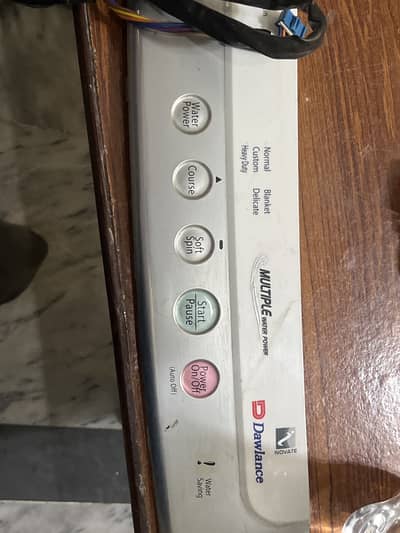 Normal
Custom
Heavy Duty
Blanket
Delicate
MULTIPLE WATER POWER
INOVATE
Dawlance
Water
Power
Course
Soft
Spin
Start
Pause
Power
On/Off
(Auto Off)
Water
Saving